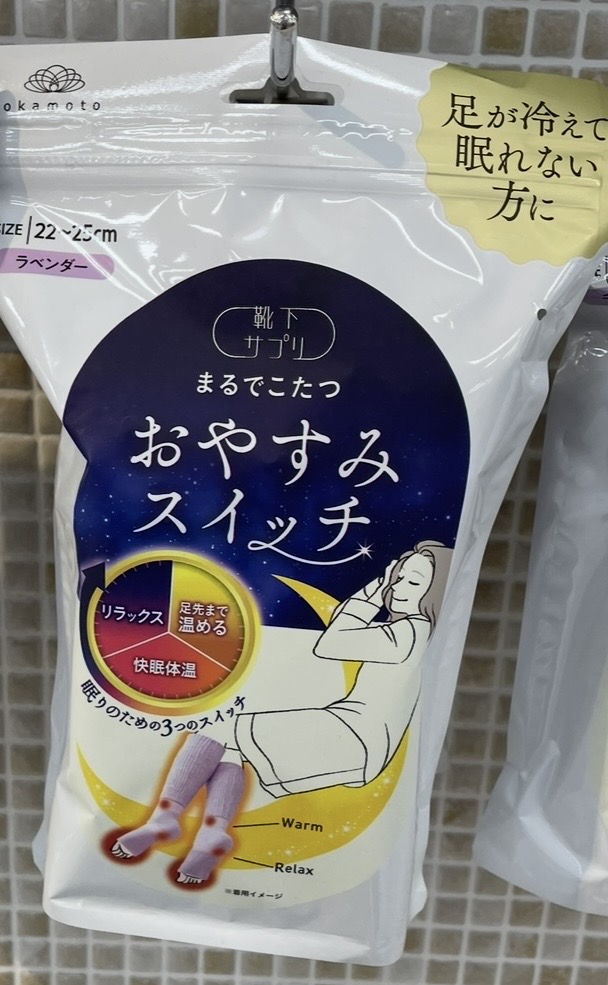 okamoto
足が冷えて
眠れない
方に
SIZE 22~25cm
ラベンダー
靴下
サプリ
まるでこたつ
おやすみ
スイッチ
リラックス
足先まで
温める
快眠体温
眠りのための3つのスイッチ
Warm
Relax
※着用イメージ